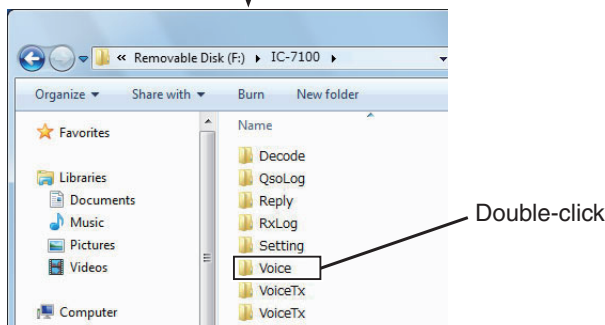 « Removable Disk (F:) ▸ IC-7100 ▸
Organize ▾ Share with ▾ Burn New folder
Favorites
Libraries
Documents
Music
Pictures
Videos
Computer
Name
Decode
QsoLog
Reply
RxLog
Setting
Voice
VoiceTx
VoiceTx
Double-click